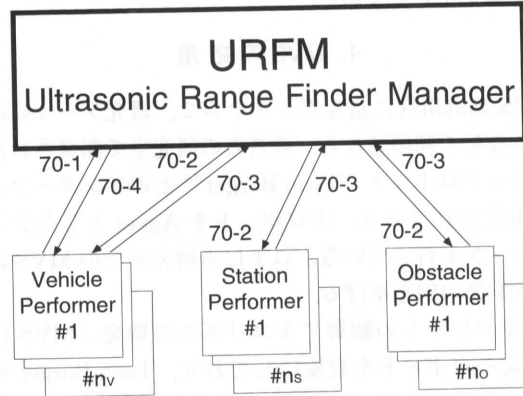 URFM
Ultrasonic Range Finder Manager
70-1
70-2
70-3
70-4
70-3
70-3
70-2
70-2
Vehicle
Performer
#1
#nv
Station
Performer
#1
#ns
Obstacle
Performer
#1
#no